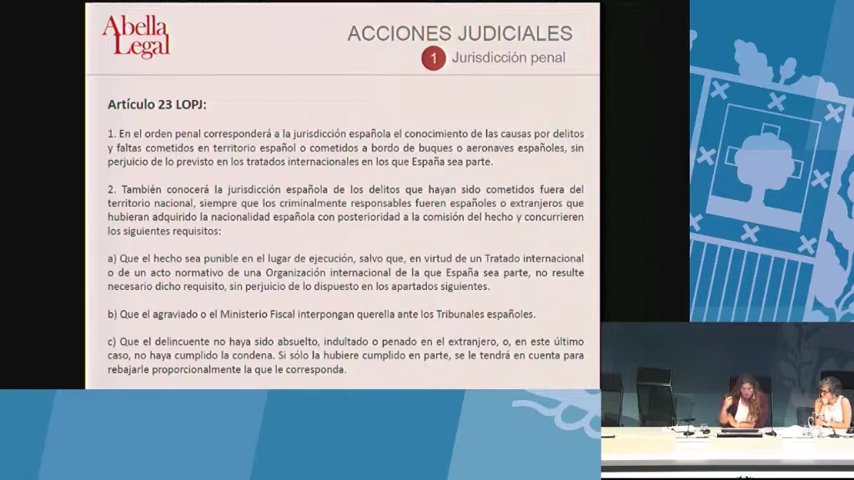 Abella
Legal
ACCIONES JUDICIALES
1 Jurisdicción penal
Artículo 23 LOPJ:
1. En el orden penal corresponderá a la jurisdicción española el conocimiento de las causas por delitos
y faltas cometidos en territorio español o cometidos a bordo de buques o aeronaves españoles, sin
perjuicio de lo previsto en los tratados internacionales en los que España sea parte.
2. También conocerá la jurisdicción española de los delitos que hayan sido cometidos fuera del
territorio nacional, siempre que los criminalmente responsables fueren españoles o extranjeros que
hubieran adquirido la nacionalidad española con posterioridad a la comisión del hecho y concurrieren
los siguientes requisitos:
a) Que el hecho sea punible en el lugar de ejecución, salvo que, en virtud de un Tratado internacional
o de un acto normativo de una Organización internacional de la que España sea parte, no resulte
necesario dicho requisito, sin perjuicio de lo dispuesto en los apartados siguientes.
b) Que el agraviado o el Ministerio Fiscal interpongan querella ante los Tribunales españoles.
c) Que el delincuente no haya sido absuelto, indultado o penado en el extranjero, o, en este último
caso, no haya cumplido la condena. Si sólo la hubiere cumplido en parte, se le tendrá en cuenta para
rebajarle proporcionalmente la que le corresponda.